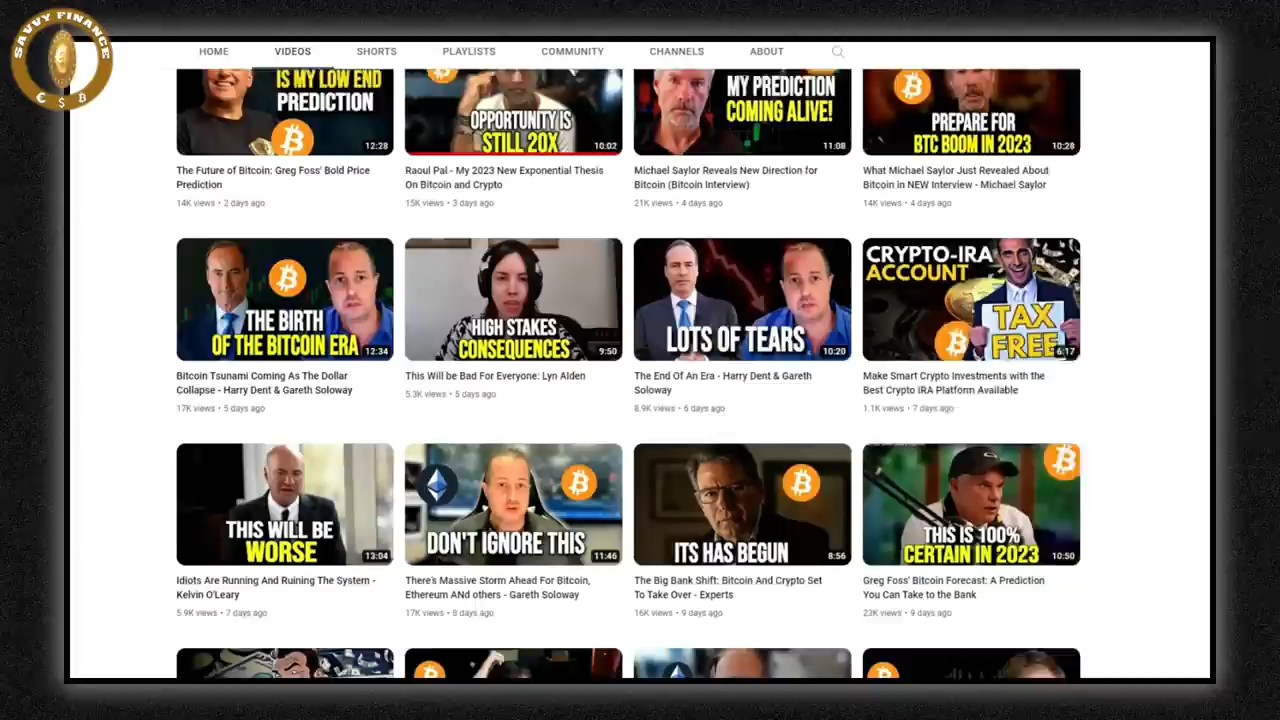 SAVVY FINANCE
€ $ B
HOME VIDEOS SHORTS PLAYLISTS COMMUNITY CHANNELS ABOUT
IS MY LOW END
PREDICTION
12:28
OPPORTUNITY IS
STILL 20X
10:02
MY PREDICTION
COMING ALIVE!
11:08
PREPARE FOR
BTC BOOM IN 2023
10:28
The Future of Bitcoin: Greg Foss' Bold Price
Prediction
14K views • 2 days ago
Raoul Pal - My 2023 New Exponential Thesis
On Bitcoin and Crypto
15K views • 3 days ago
Michael Saylor Reveals New Direction for
Bitcoin (Bitcoin Interview)
21K views • 4 days ago
What Michael Saylor Just Revealed About
Bitcoin in NEW Interview - Michael Saylor
14K views • 4 days ago
THE BIRTH
OF THE BITCOIN ERA
12:34
HIGH STAKES
CONSEQUENCES
9:50
LOTS OF TEARS
10:20
CRYPTO-IRA
ACCOUNT
TAX
FREE
6:17
Bitcoin Tsunami Coming As The Dollar
Collapse - Harry Dent & Gareth Soloway
17K views • 5 days ago
This Will be Bad For Everyone: Lyn Alden
5.3K views • 5 days ago
The End Of An Era - Harry Dent & Gareth
Soloway
8.9K views • 6 days ago
Make Smart Crypto Investments with the
Best Crypto iRA Platform Available
1.1K views • 7 days ago
THIS WILL BE
WORSE
13:04
DON'T IGNORE THIS
11:46
ITS HAS BEGUN
8:56
THIS IS 100%
CERTAIN IN 2023
10:50
Idiots Are Running And Ruining The System -
Kelvin O'Leary
5.9K views • 7 days ago
There's Massive Storm Ahead For Bitcoin,
Ethereum ANd others - Gareth Soloway
17K views • 8 days ago
The Big Bank Shift: Bitcoin And Crypto Set
To Take Over - Experts
16K views • 9 days ago
Greg Foss' Bitcoin Forecast: A Prediction
You Can Take to the Bank
23K views • 9 days ago